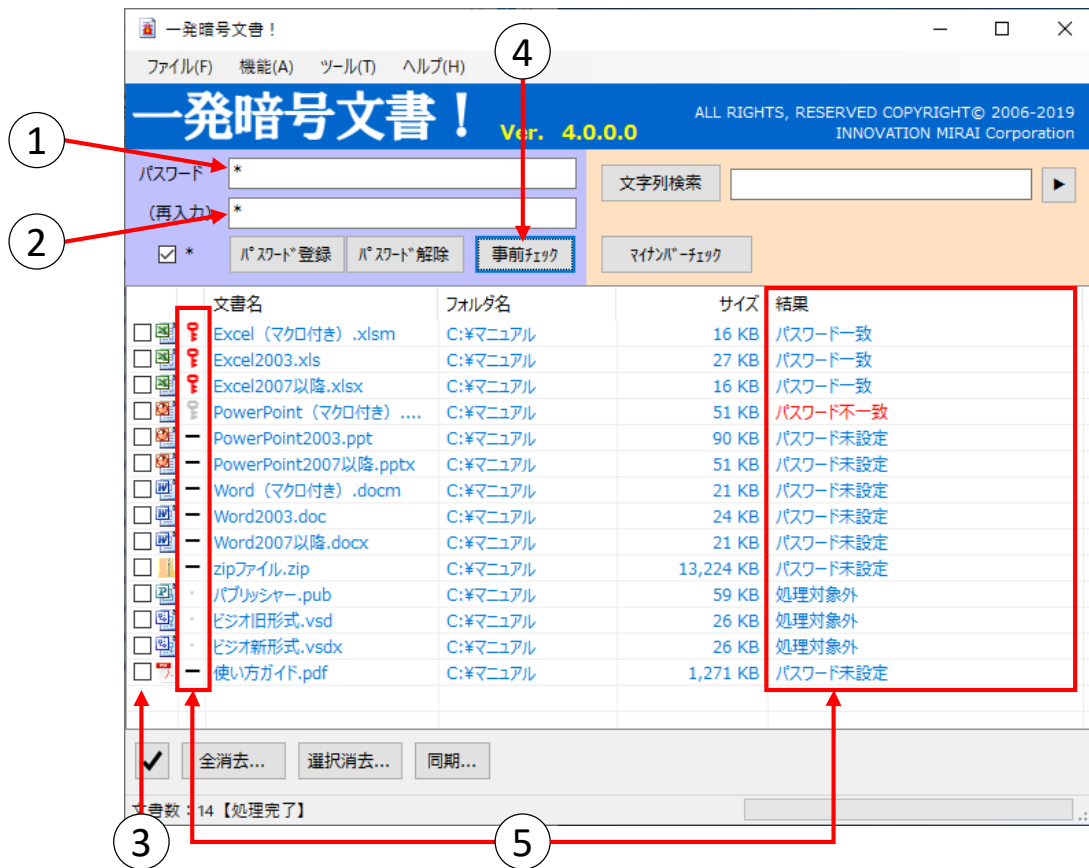 一発暗号文書！
ファイル(F) 機能(A) ツール(T) ヘルプ(H)
4
一発暗号文書！ Ver. 4.0.0.0
ALL RIGHTS, RESERVED COPYRIGHT© 2006-2019
INNOVATION MIRAI Corporation
1
パスワード *
文字列検索
2
（再入力） *
* パスワード登録 パスワード解除 事前チェック マイナンバーチェック
文書名 フォルダ名 サイズ 結果
Excel（マクロ付き）.xlsm C:¥マニュアル 16 KB パスワード一致
Excel2003.xls C:¥マニュアル 27 KB パスワード一致
Excel2007以降.xlsx C:¥マニュアル 16 KB パスワード一致
PowerPoint（マクロ付き）.... C:¥マニュアル 51 KB パスワード不一致
PowerPoint2003.ppt C:¥マニュアル 90 KB パスワード未設定
PowerPoint2007以降.pptx C:¥マニュアル 51 KB パスワード未設定
Word（マクロ付き）.docm C:¥マニュアル 21 KB パスワード未設定
Word2003.doc C:¥マニュアル 24 KB パスワード未設定
Word2007以降.docx C:¥マニュアル 21 KB パスワード未設定
zipファイル.zip C:¥マニュアル 13,224 KB パスワード未設定
パブリッシャー.pub C:¥マニュアル 59 KB 処理対象外
ビジオ旧形式.vsd C:¥マニュアル 26 KB 処理対象外
ビジオ新形式.vsdx C:¥マニュアル 26 KB 処理対象外
使い方ガイド.pdf C:¥マニュアル 1,271 KB パスワード未設定
全消去... 選択消去... 同期...
文書数：14【処理完了】
3
5